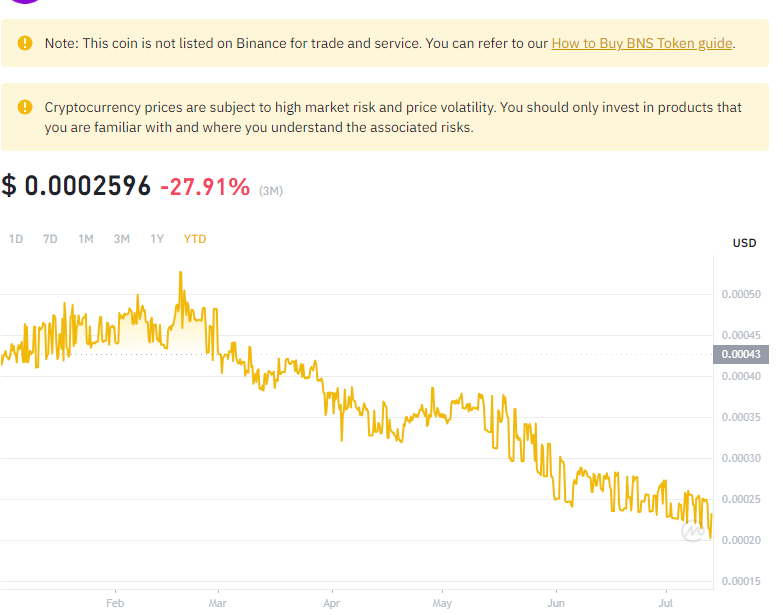 Note: This coin is not listed on Binance for trade and service. You can refer to our How to Buy BNS Token guide.
Cryptocurrency prices are subject to high market risk and price volatility. You should only invest in products that
you are familiar with and where you understand the associated risks.
$ 0.0002596 -27.91% (3M)
1D 7D 1M 3M 1Y YTD
USD
0.00050
0.00045
0.00043
0.00040
0.00035
0.00030
0.00025
0.00020
0.00015
Feb Mar Apr May Jun Jul